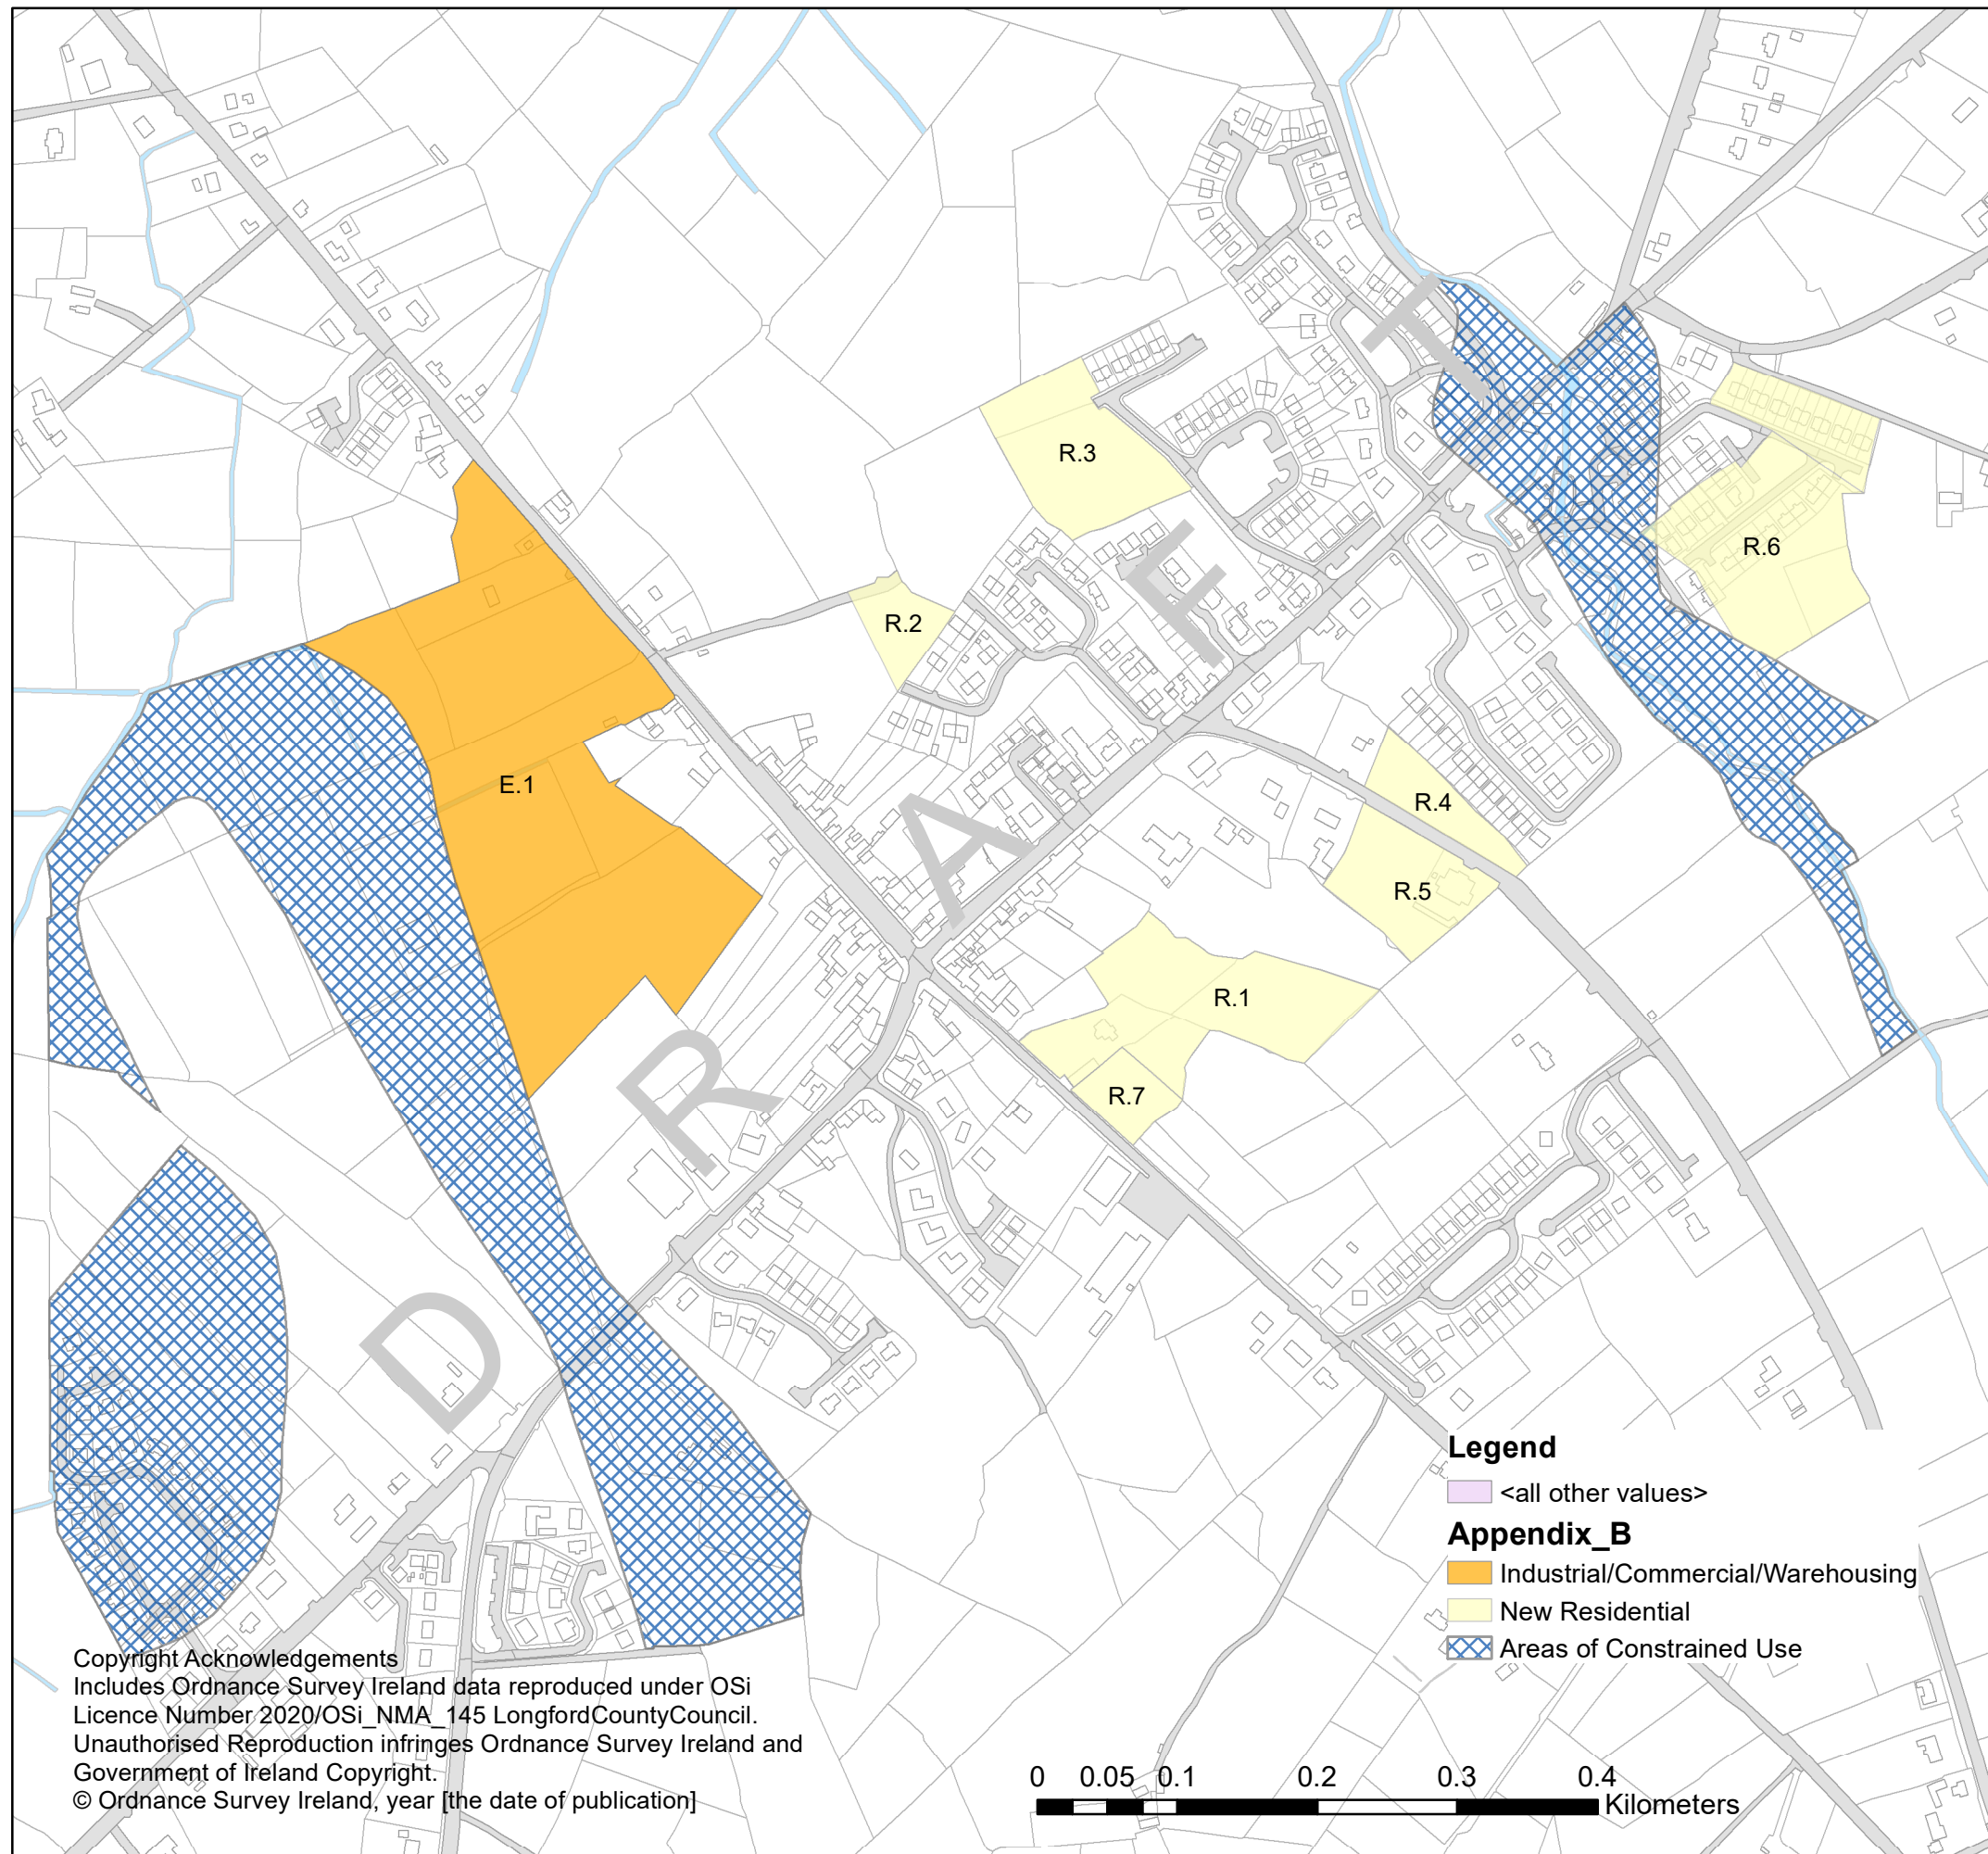 T
R.3
F
R.6
R.2
E.1
R.4
A
R.5
R.1
R
R.7
D
Legend
<all other values>
Appendix_B
Industrial/Commercial/Warehousing
New Residential
Areas of Constrained Use
Copyright Acknowledgements
Includes Ordnance Survey Ireland data reproduced under OSi
Licence Number 2020/OSi_NMA_145 LongfordCountyCouncil.
Unauthorised Reproduction infringes Ordnance Survey Ireland and
Government of Ireland Copyright.
© Ordnance Survey Ireland, year [the date of publication]
0 0.05 0.1 0.2 0.3 0.4
Kilometers